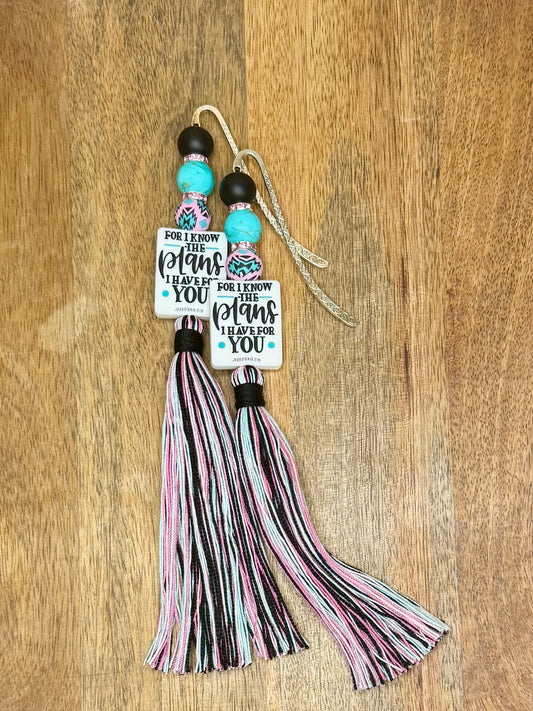 FOR I KNOW
THE
plans
I HAVE FOR
YOU
FOR I KNOW
THE
plans
I HAVE FOR
YOU